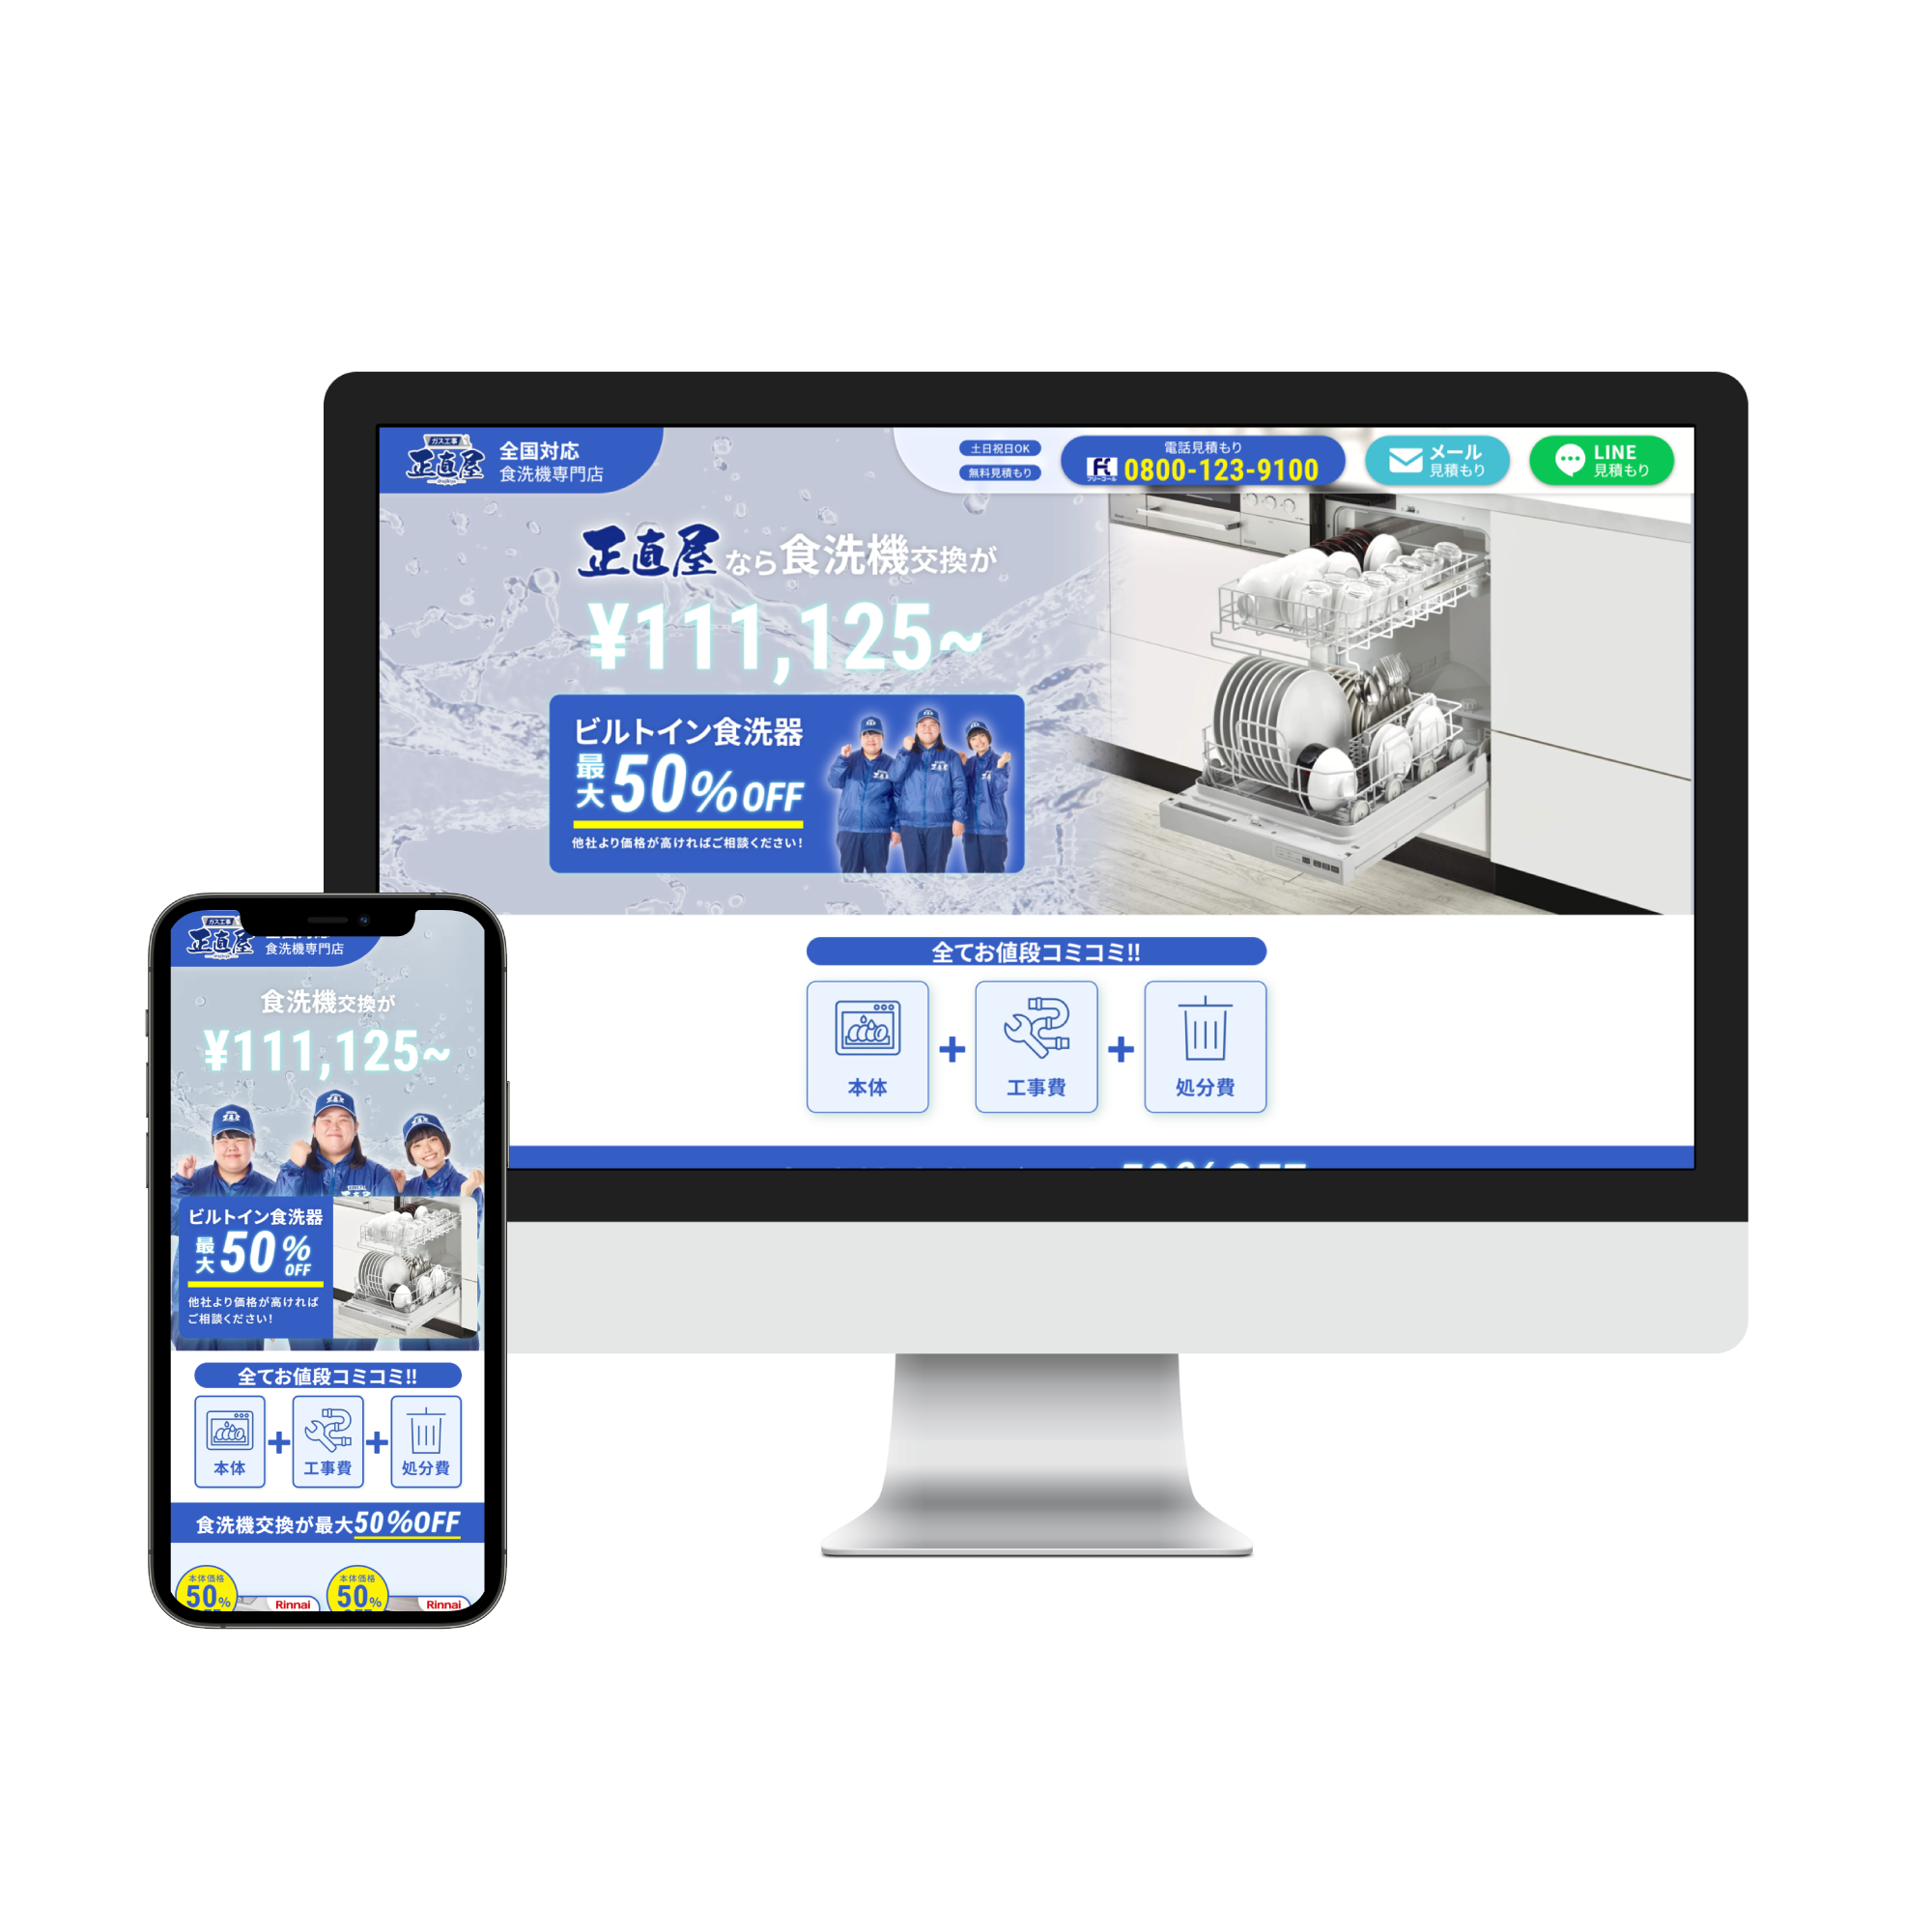 ガス工事
正直屋
全国対応
食洗機専門店
土日祝日OK
無料見積もり
電話見積もり
フリーコール
0800-123-9100
メール
見積もり
LINE
見積もり
正直屋なら食洗機交換が
¥111,125~
ビルトイン食洗器
最大50%OFF
他社より価格が高ければご相談ください!
全てお値段コミコミ!!
本体
+
工事費
+
処分費
ガス工事
正直屋
食洗機専門店
食洗機交換が
¥111,125~
ビルトイン食洗器
最大50%OFF
他社より価格が高ければ
ご相談ください!
全てお値段コミコミ!!
本体
+
工事費
+
処分費
食洗機交換が最大50%OFF
本体価格
50%
Rinnai
本体価格
50%
Rinnai